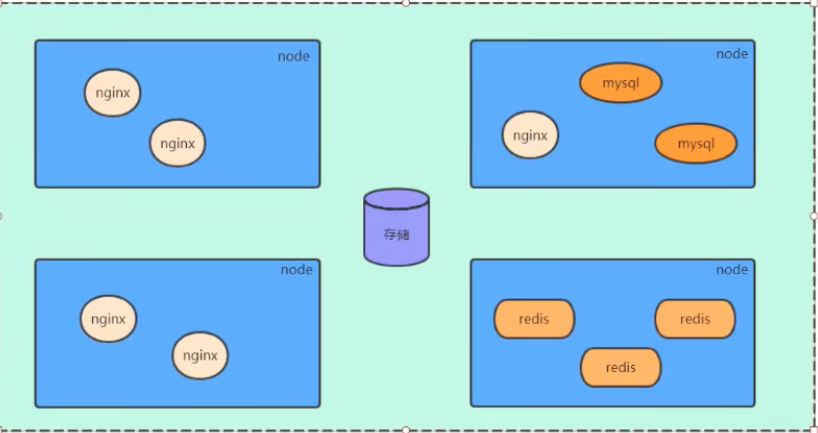 node
nginx
nginx
node
mysql
nginx
mysql
存储
node
nginx
nginx
node
redis
redis
redis